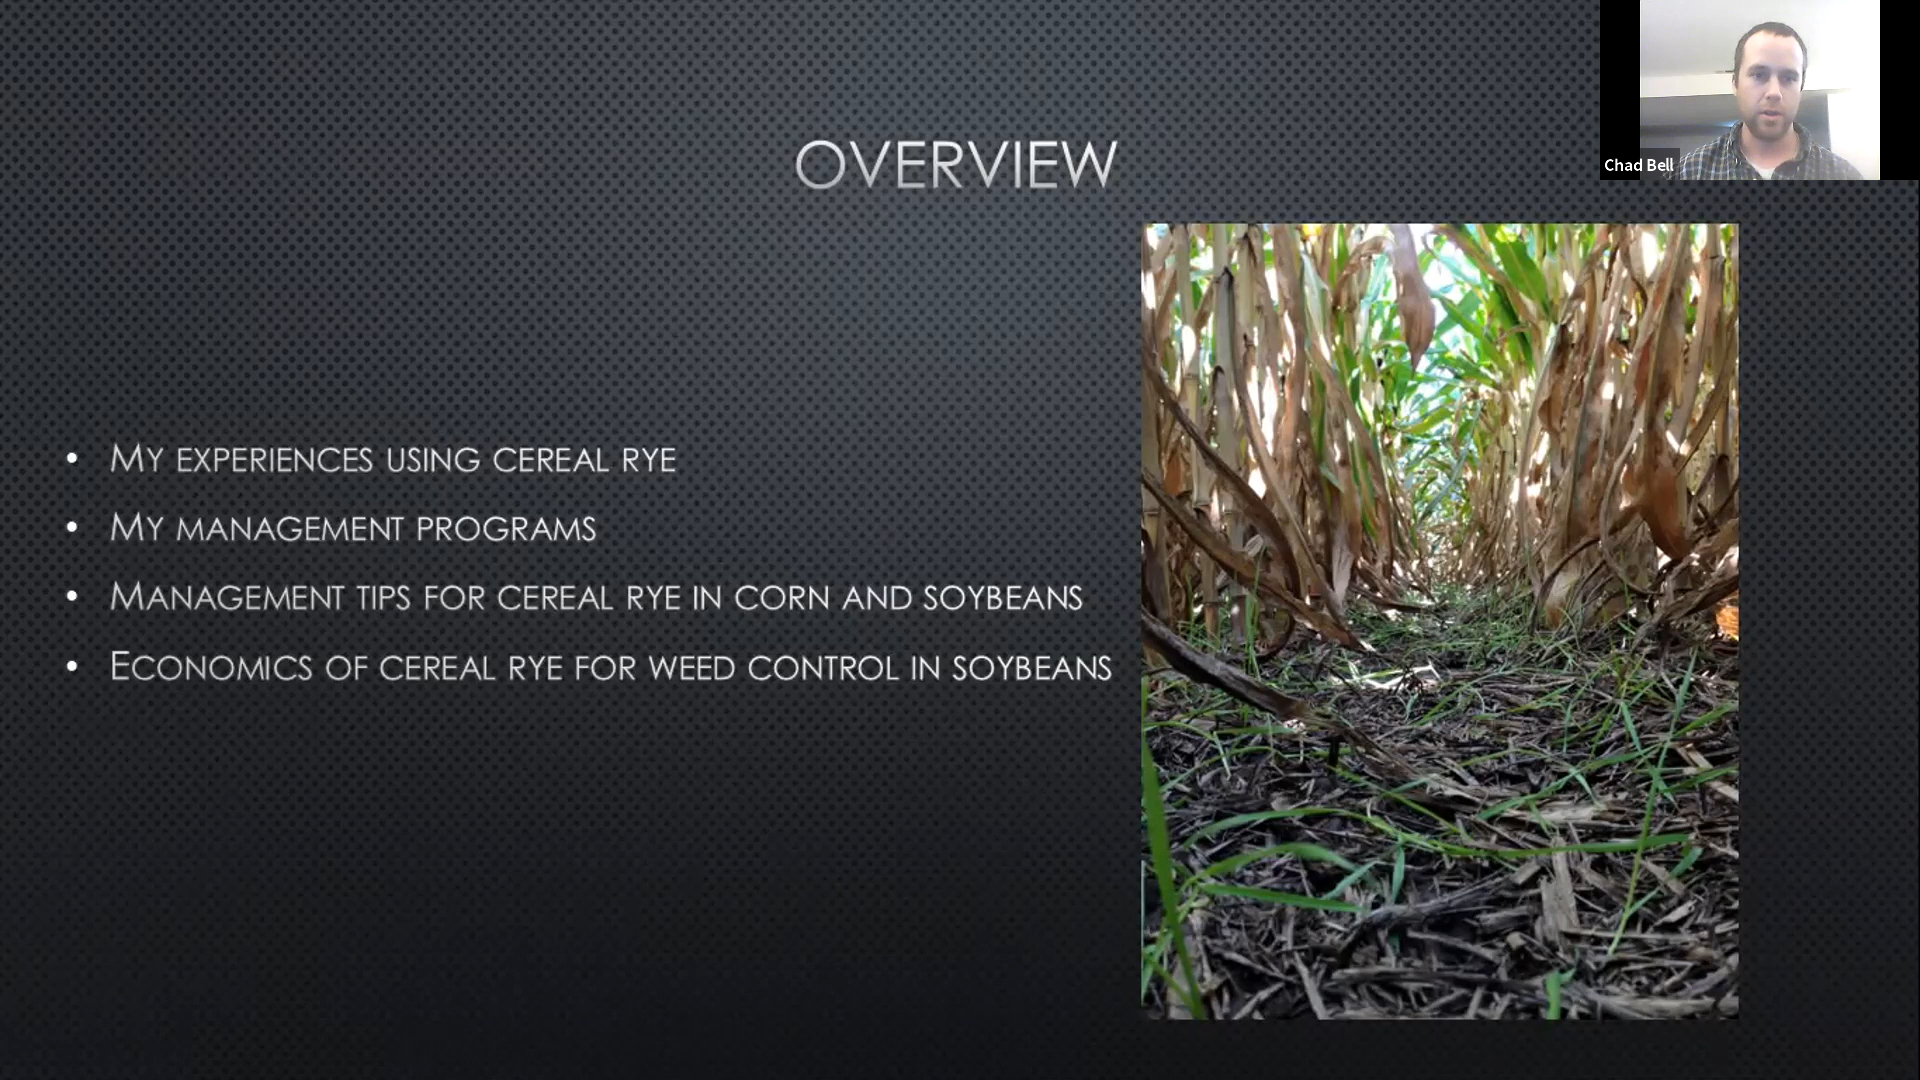 Chad Bell
OVERVIEW
• MY EXPERIENCES USING CEREAL RYE
• MY MANAGEMENT PROGRAMS
• MANAGEMENT TIPS FOR CEREAL RYE IN CORN AND SOYBEANS
• ECONOMICS OF CEREAL RYE FOR WEED CONTROL IN SOYBEANS